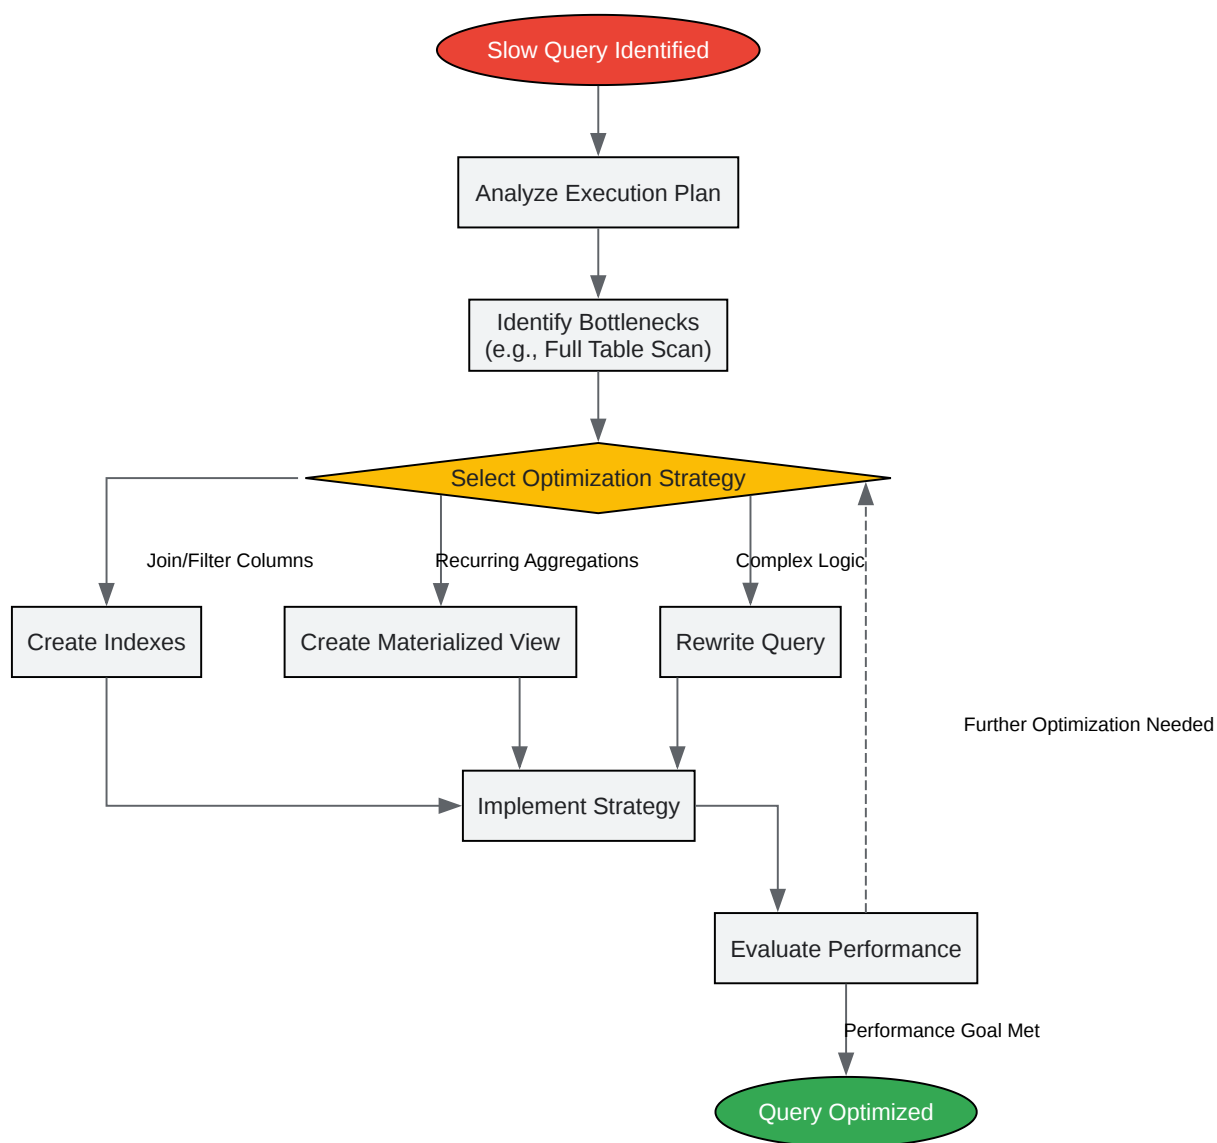 Slow Query Identified
Analyze Execution Plan
Identify Bottlenecks
(e.g., Full Table Scan)
Select Optimization Strategy
Join/Filter Columns
Recurring Aggregations
Complex Logic
Create Indexes
Create Materialized View
Rewrite Query
Further Optimization Needed
Implement Strategy
Evaluate Performance
Performance Goal Met
Query Optimized